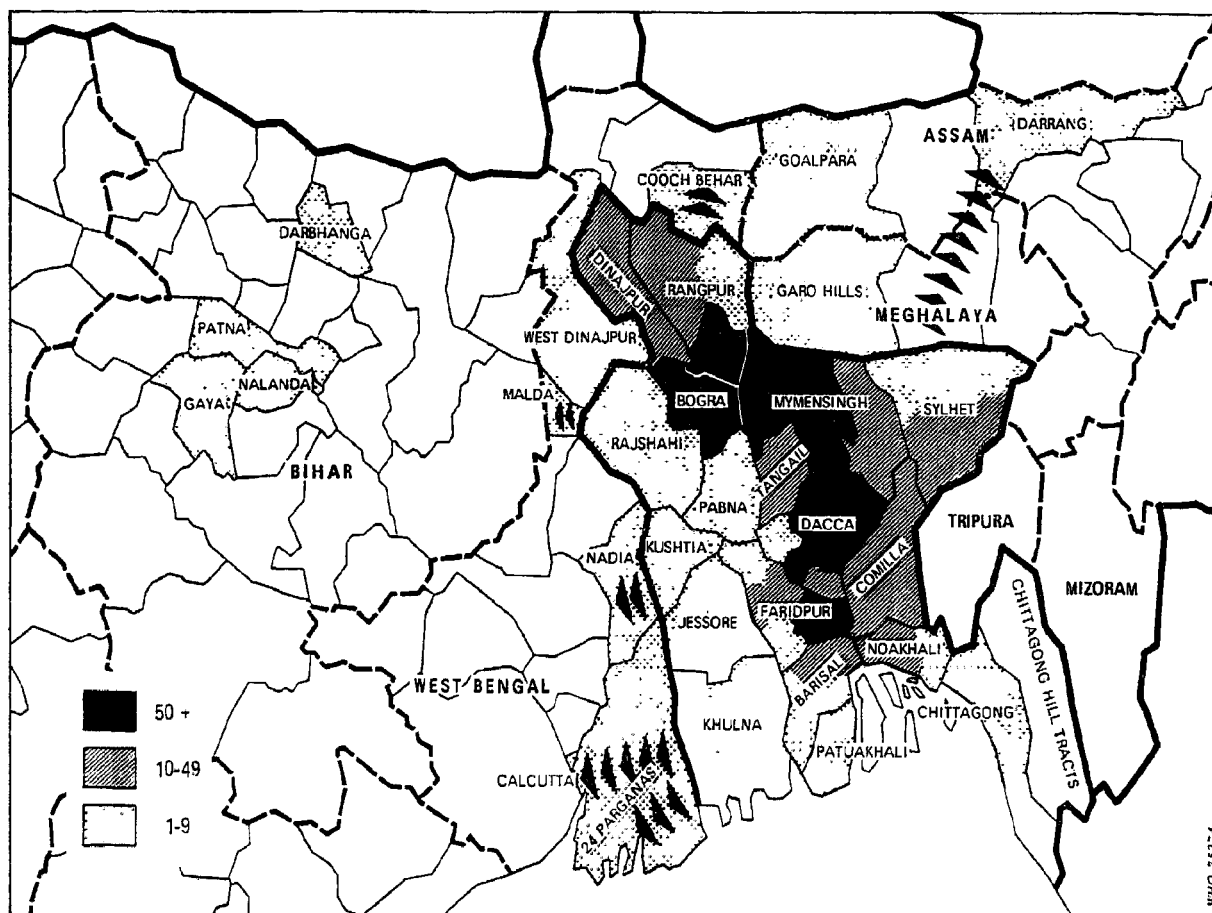 DARRANG
ASSAM
GOALPARA
COOCH BEHAR
DARBHANGA
DINAJPUR
RANGPUR
GARO HILLS
MEGHALAYA
PATNA
WEST DINAJPUR
NALANDA
GAYA
MALDA
BOGRA
MYMENSINGH
SYLHET
RAJSHAHI
BIHAR
TANGAIL
PABNA
DACCA
TRIPURA
NADIA
KUSHTIA
COMILLA
MIZORAM
FARIDPUR
JESSORE
NOAKHALI
CHITTAGONG HILL TRACTS
WEST BENGAL
BARISAL
50 +
KHULNA
CHITTAGONG
PATUAKHALI
10-49
CALCUTTA
24 PARGANAS
1-9